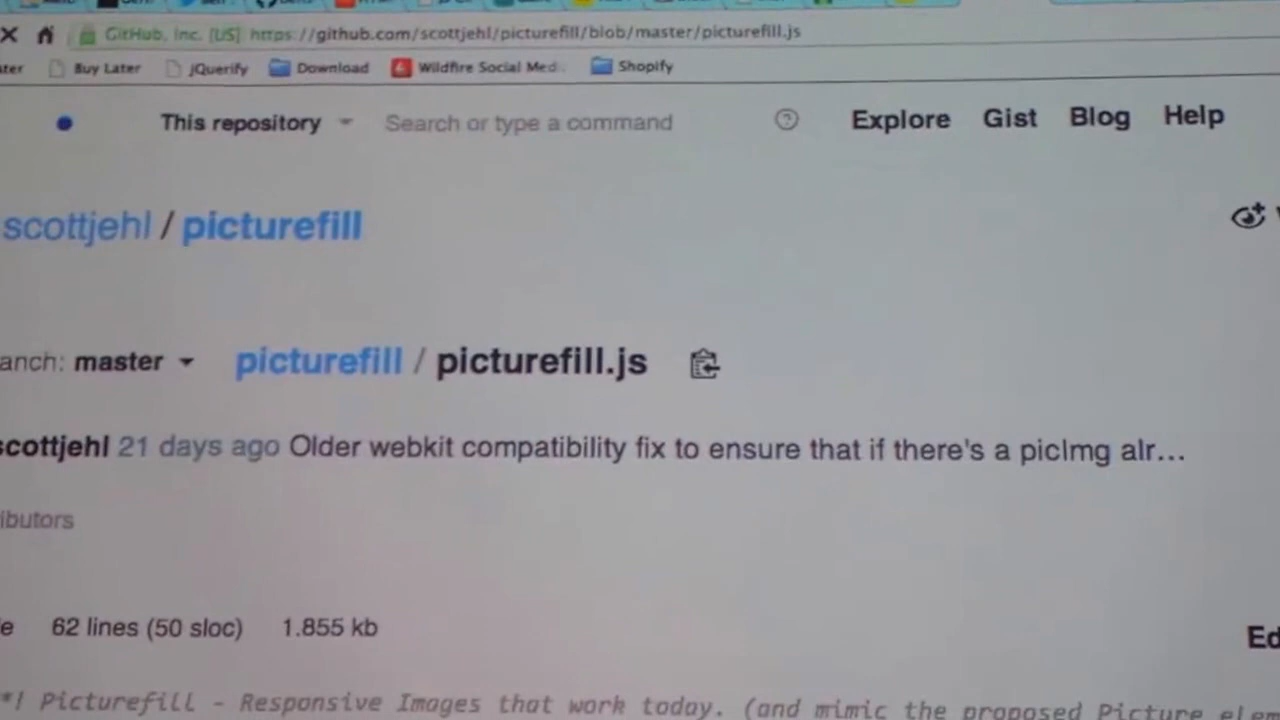 GitHub, Inc. [US] https://github.com/scottjehl/picturefill/blob/master/picturefill.js
ter Buy Later jQuerify Download Wildfire Social Med.. Shopify
This repository Search or type a command Explore Gist Blog Help
scottjehl / picturefill
anch: master picturefill / picturefill.js
scottjehl 21 days ago Older webkit compatibility fix to ensure that if there's a picImg alr...
ibutors
e 62 lines (50 sloc) 1.855 kb Ed
*! Picturefill - Responsive Images that work today. (and mimic the proposed Picture elem